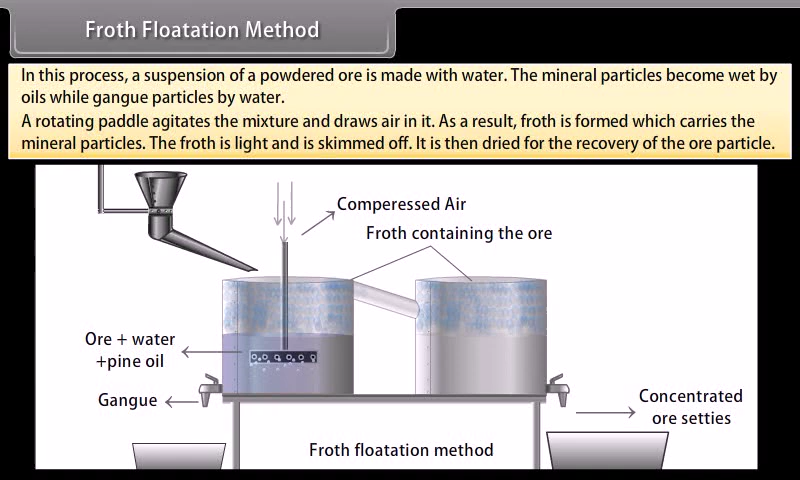 Froth Floatation Method
In this process, a suspension of a powdered ore is made with water. The mineral particles become wet by
oils while gangue particles by water.
A rotating paddle agitates the mixture and draws air in it. As a result, froth is formed which carries the
mineral particles. The froth is light and is skimmed off. It is then dried for the recovery of the ore particle.
Comperessed Air
Froth containing the ore
Ore + water
+pine oil
Gangue
Concentrated
ore setties
Froth floatation method